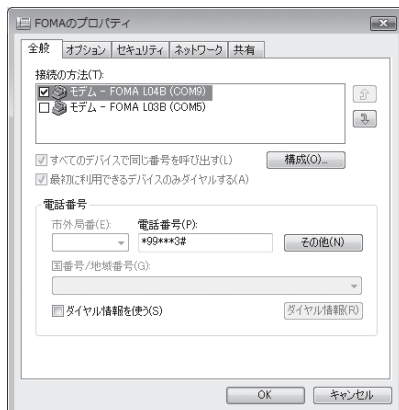 FOMAのプロパティ
全般 オプション セキュリティ ネットワーク 共有
接続の方法(T):
モデム - FOMA L04B (COM9)
モデム - FOMA L03B (COM5)
すべてのデバイスで同じ番号を呼び出す(L) 構成(O)...
最初に利用できるデバイスのみダイヤルする(A)
電話番号
市外局番(E): 電話番号(P):
*99***3# その他(N)
国番号/地域番号(G):
ダイヤル情報を使う(S) ダイヤル情報(R)
OK キャンセル